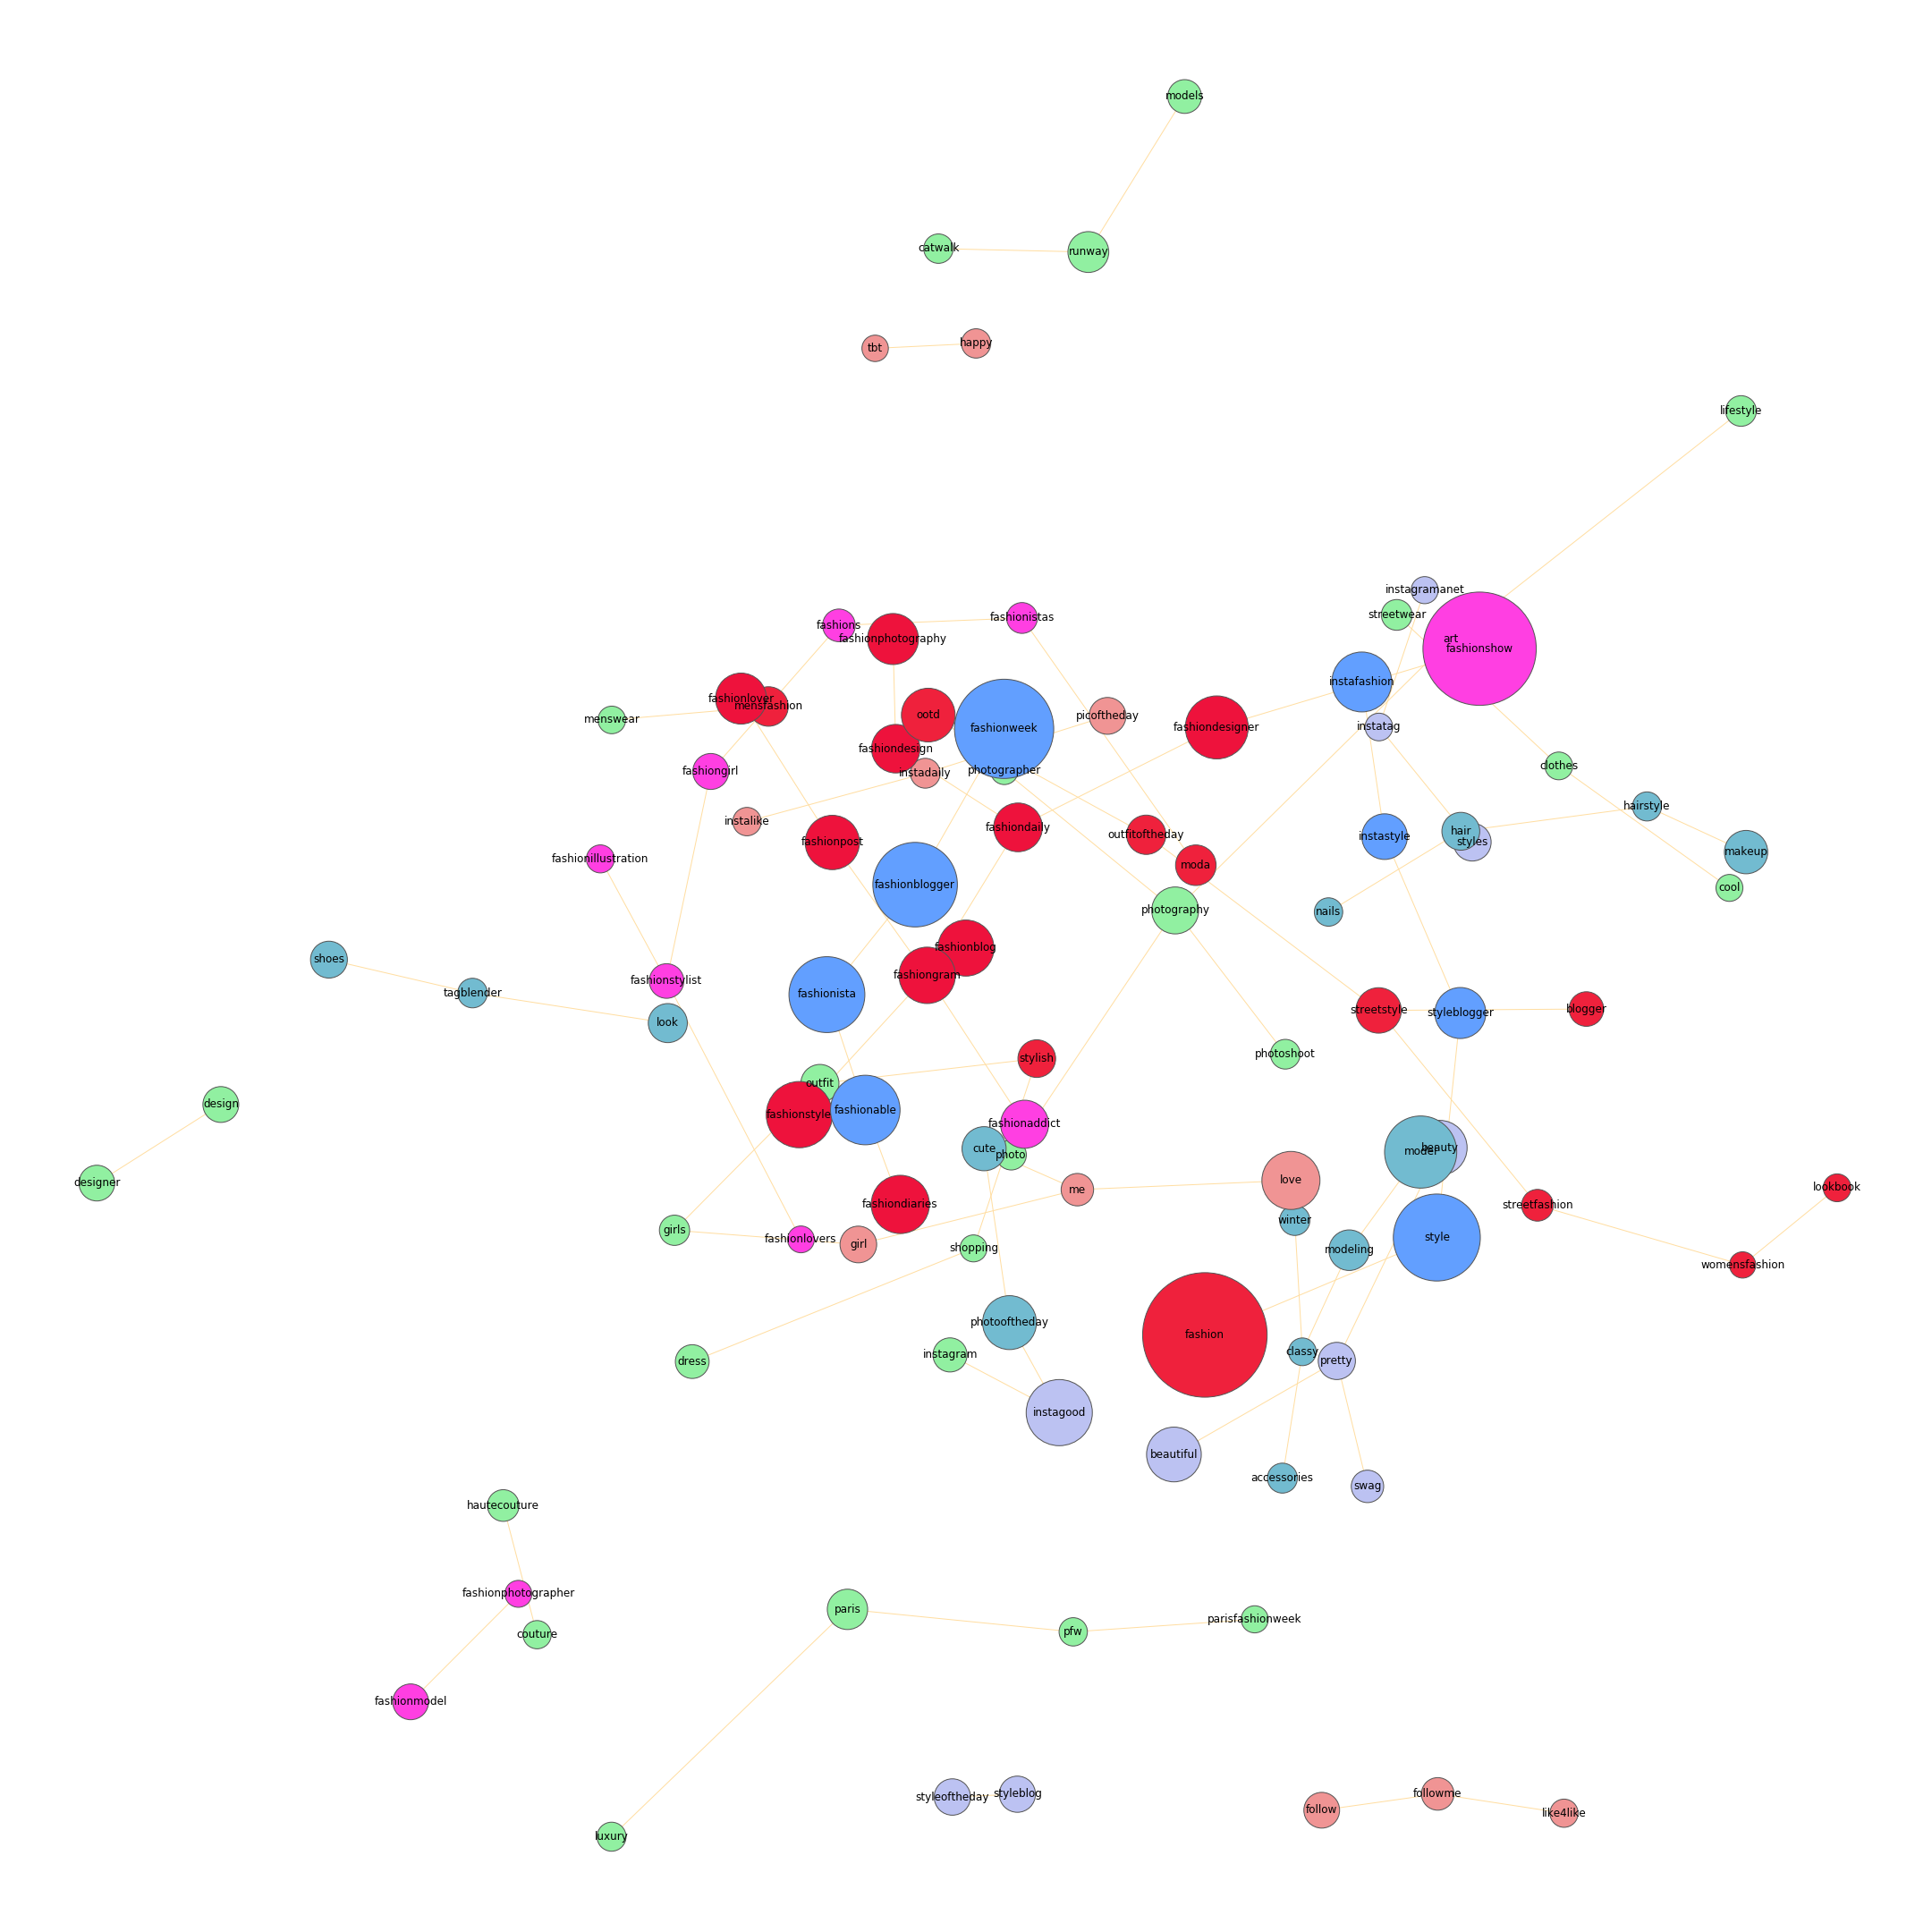 models
catwalk
runway
tbt
happy
lifestyle
instagramanet
streetwear
fashionistas
fashions
fashionphotography
art
fashionshow
instafashion
fashionlover
mensfashion
menswear
ootd
picoftheday
fashionweek
fashiondesigner
instatag
fashiondesign
clothes
photographer
fashiongirl
instadaily
hairstyle
instalike
fashiondaily
outfitoftheday
instastyle
hair
styles
fashionpost
makeup
fashionillustration
moda
fashionblogger
cool
photography
nails
fashionblog
shoes
fashiongram
fashionstylist
tagblender
fashionista
look
streetstyle
styleblogger
blogger
photoshoot
stylish
outfit
design
fashionstyle
fashionable
fashionaddict
cute
photo
beauty
model
designer
me
love
lookbook
fashiondiaries
streetfashion
winter
girls
fashionlovers
girl
style
shopping
modeling
womensfashion
photooftheday
fashion
instagram
classy
dress
pretty
instagood
beautiful
accessories
swag
hautecouture
fashionphotographer
paris
parisfashionweek
pfw
couture
fashionmodel
styleoftheday
styleblog
followme
follow
like4like
luxury